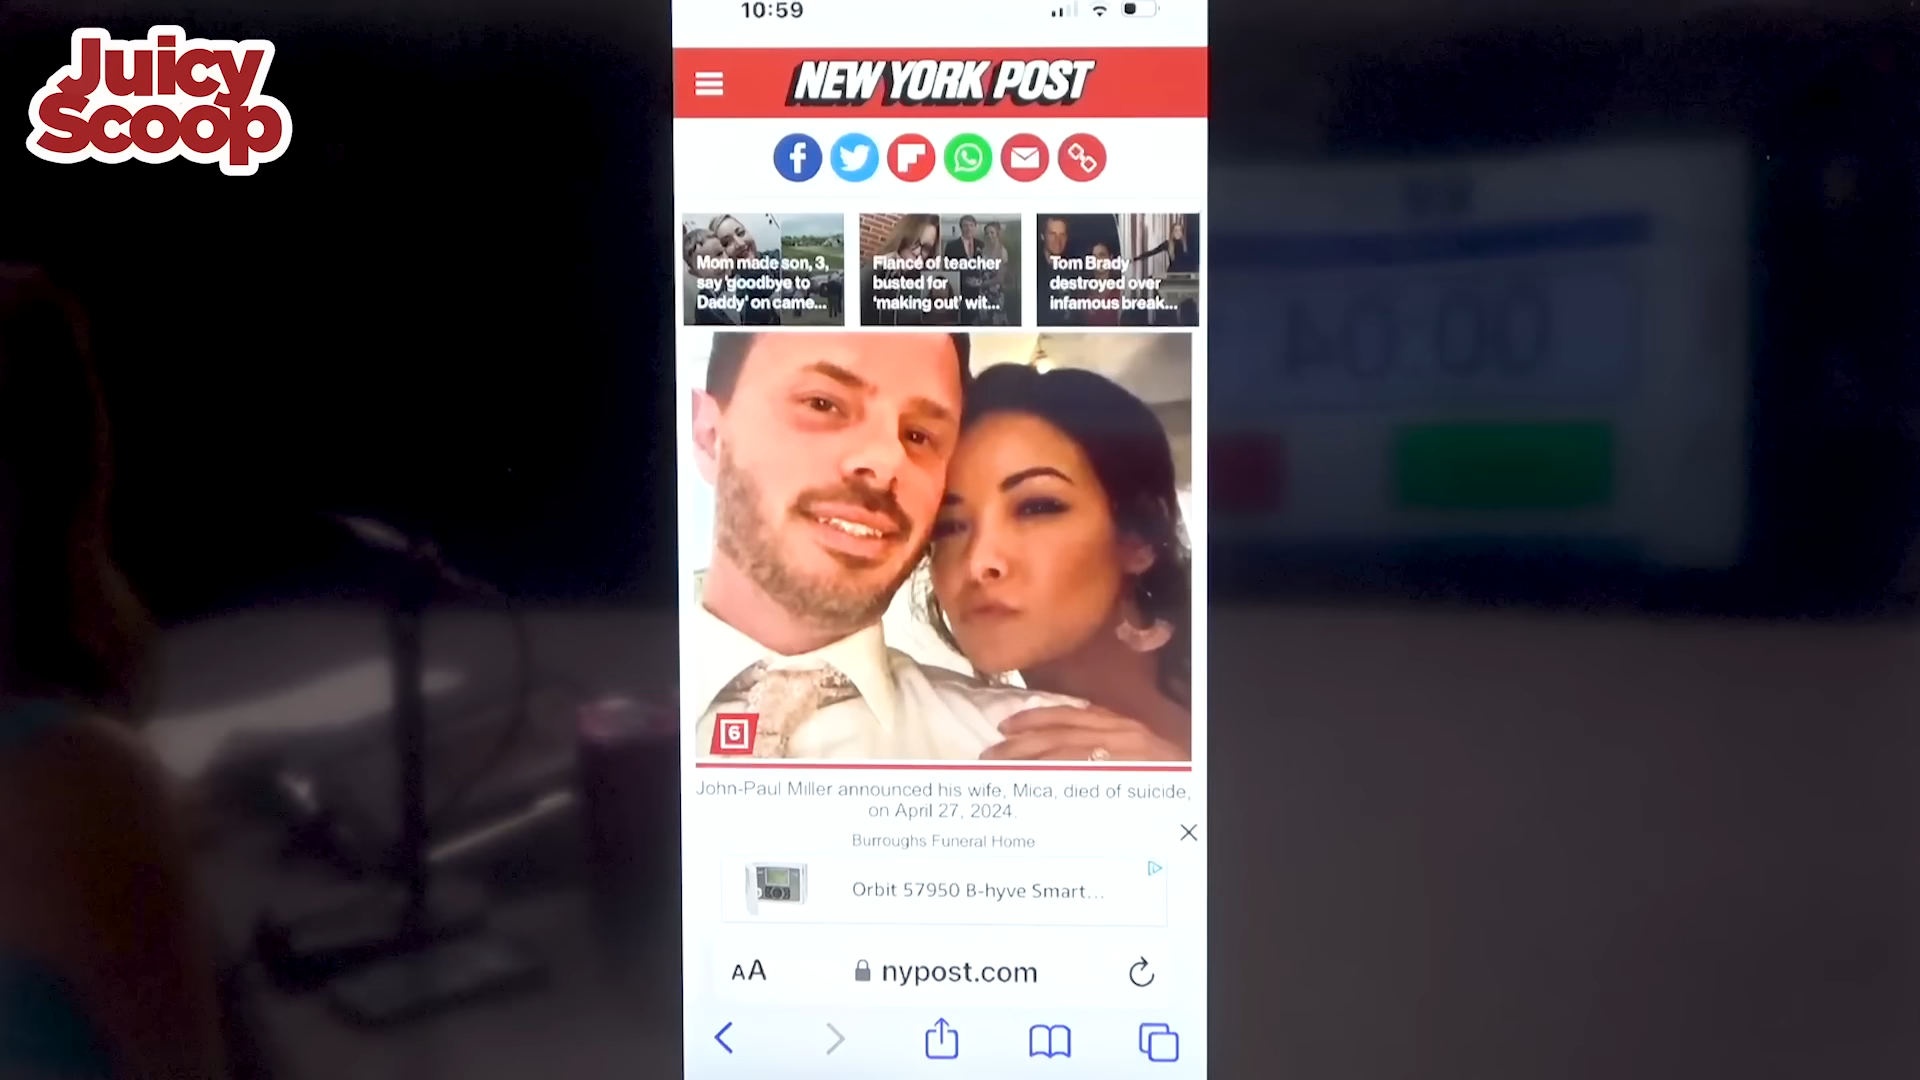 Juicy
Scoop
10:59
NEW YORK POST
Mom made son, 3,
say 'goodbye to
Daddy' on came...
Fiancé of teacher
busted for
'making out' wit...
Tom Brady
destroyed over
infamous break...
6
John-Paul Miller announced his wife, Mica, died of suicide,
on April 27, 2024.
Burroughs Funeral Home
Orbit 57950 B-hyve Smart...
AA
nypost.com